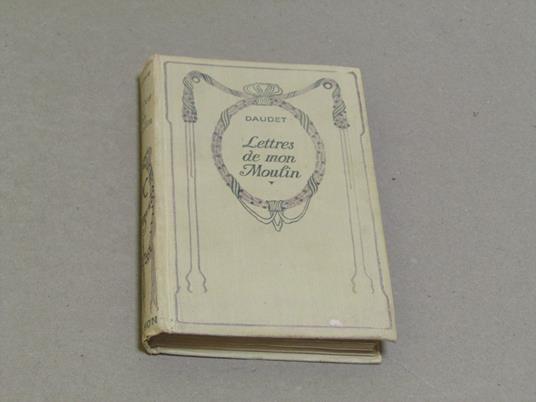 DAUDET
Lettres
de mon
Moulin